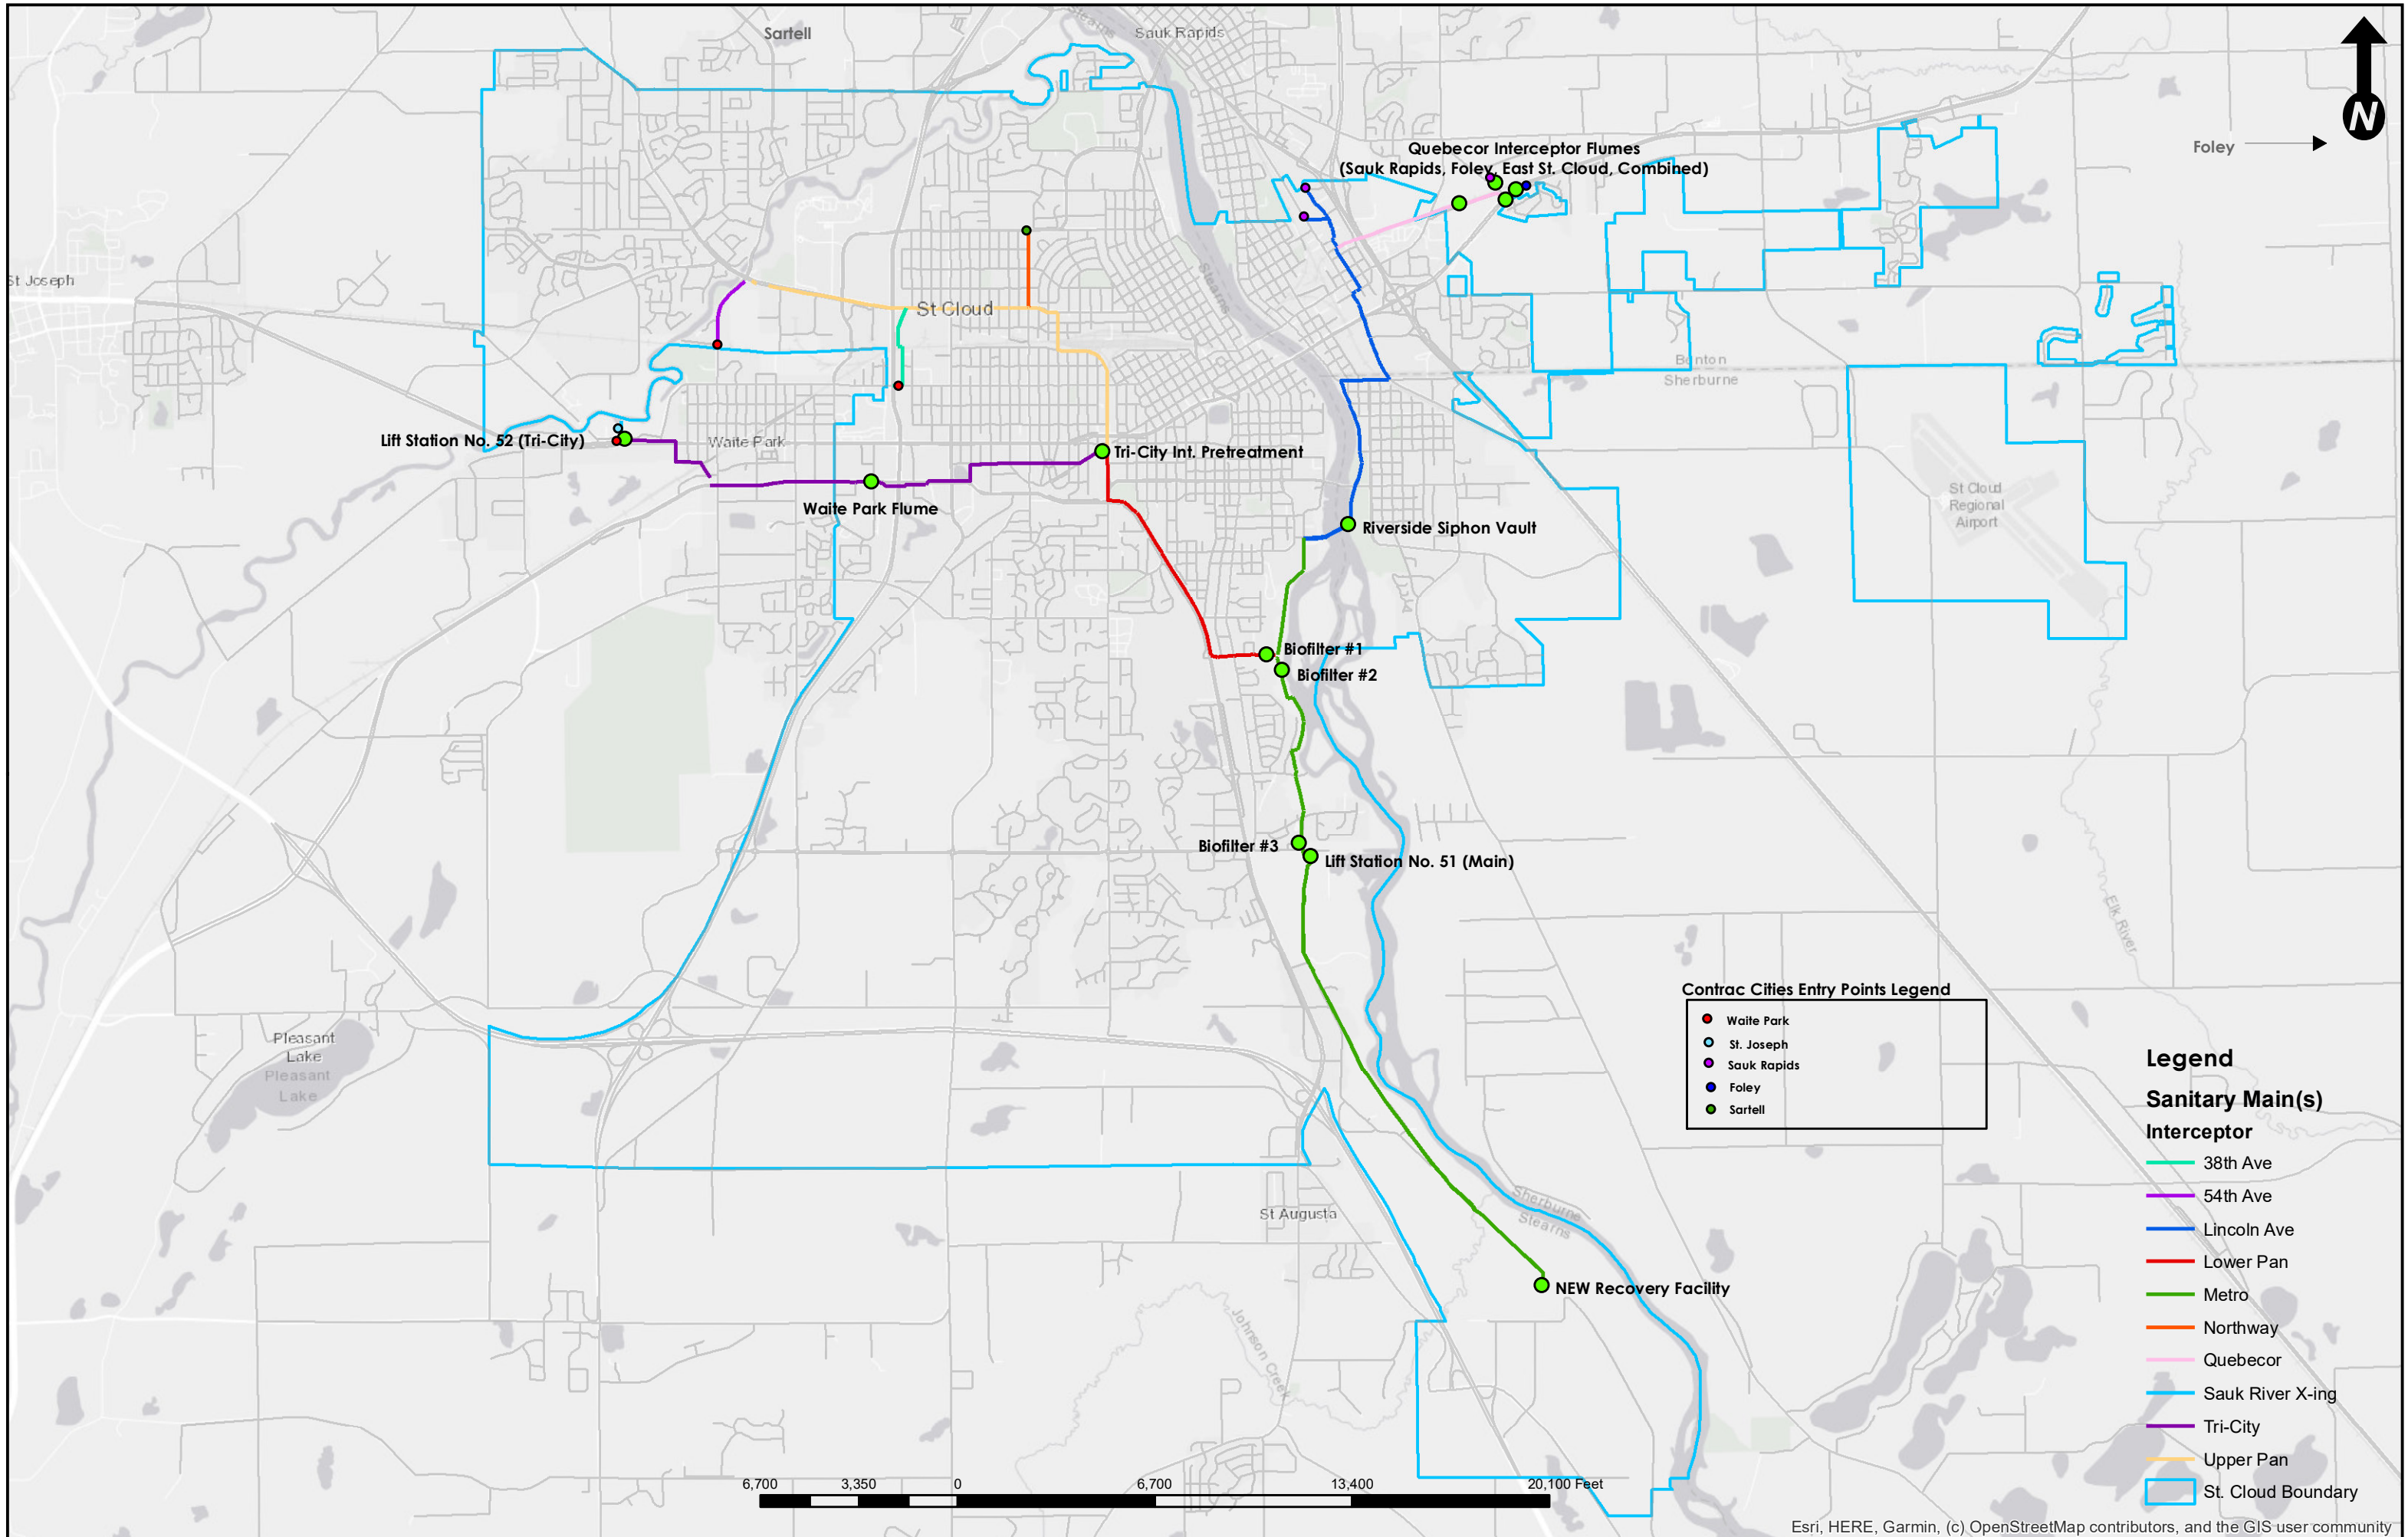 Sartell
Stearns
Sauk Rapids
N
Foley
Quebecor Interceptor Flumes
(Sauk Rapids, Foley, East St. Cloud, Combined)
St Joseph
Stearns
St Cloud
Benton
Sherburne
Lift Station No. 52 (Tri-City)
Waite Park
Tri-City Int. Pretreatment
Waite Park Flume
St Cloud
Regional
Airport
Riverside Siphon Vault
Biofilter #1
Biofilter #2
Biofilter #3
Lift Station No. 51 (Main)
Elk River
Contrac Cities Entry Points Legend
Waite Park
St. Joseph
Sauk Rapids
Foley
Sartell
Pleasant
Lake
Pleasant
Lake
Sherburne
Stearns
St Augusta
NEW Recovery Facility
Johnson Creek
Legend
Sanitary Main(s)
Interceptor
38th Ave
54th Ave
Lincoln Ave
Lower Pan
Metro
Northway
Quebecor
Sauk River X-ing
Tri-City
Upper Pan
St. Cloud Boundary
6,700 3,350 0 6,700 13,400 20,100 Feet
Esri, HERE, Garmin, (c) OpenStreetMap contributors, and the GIS user community